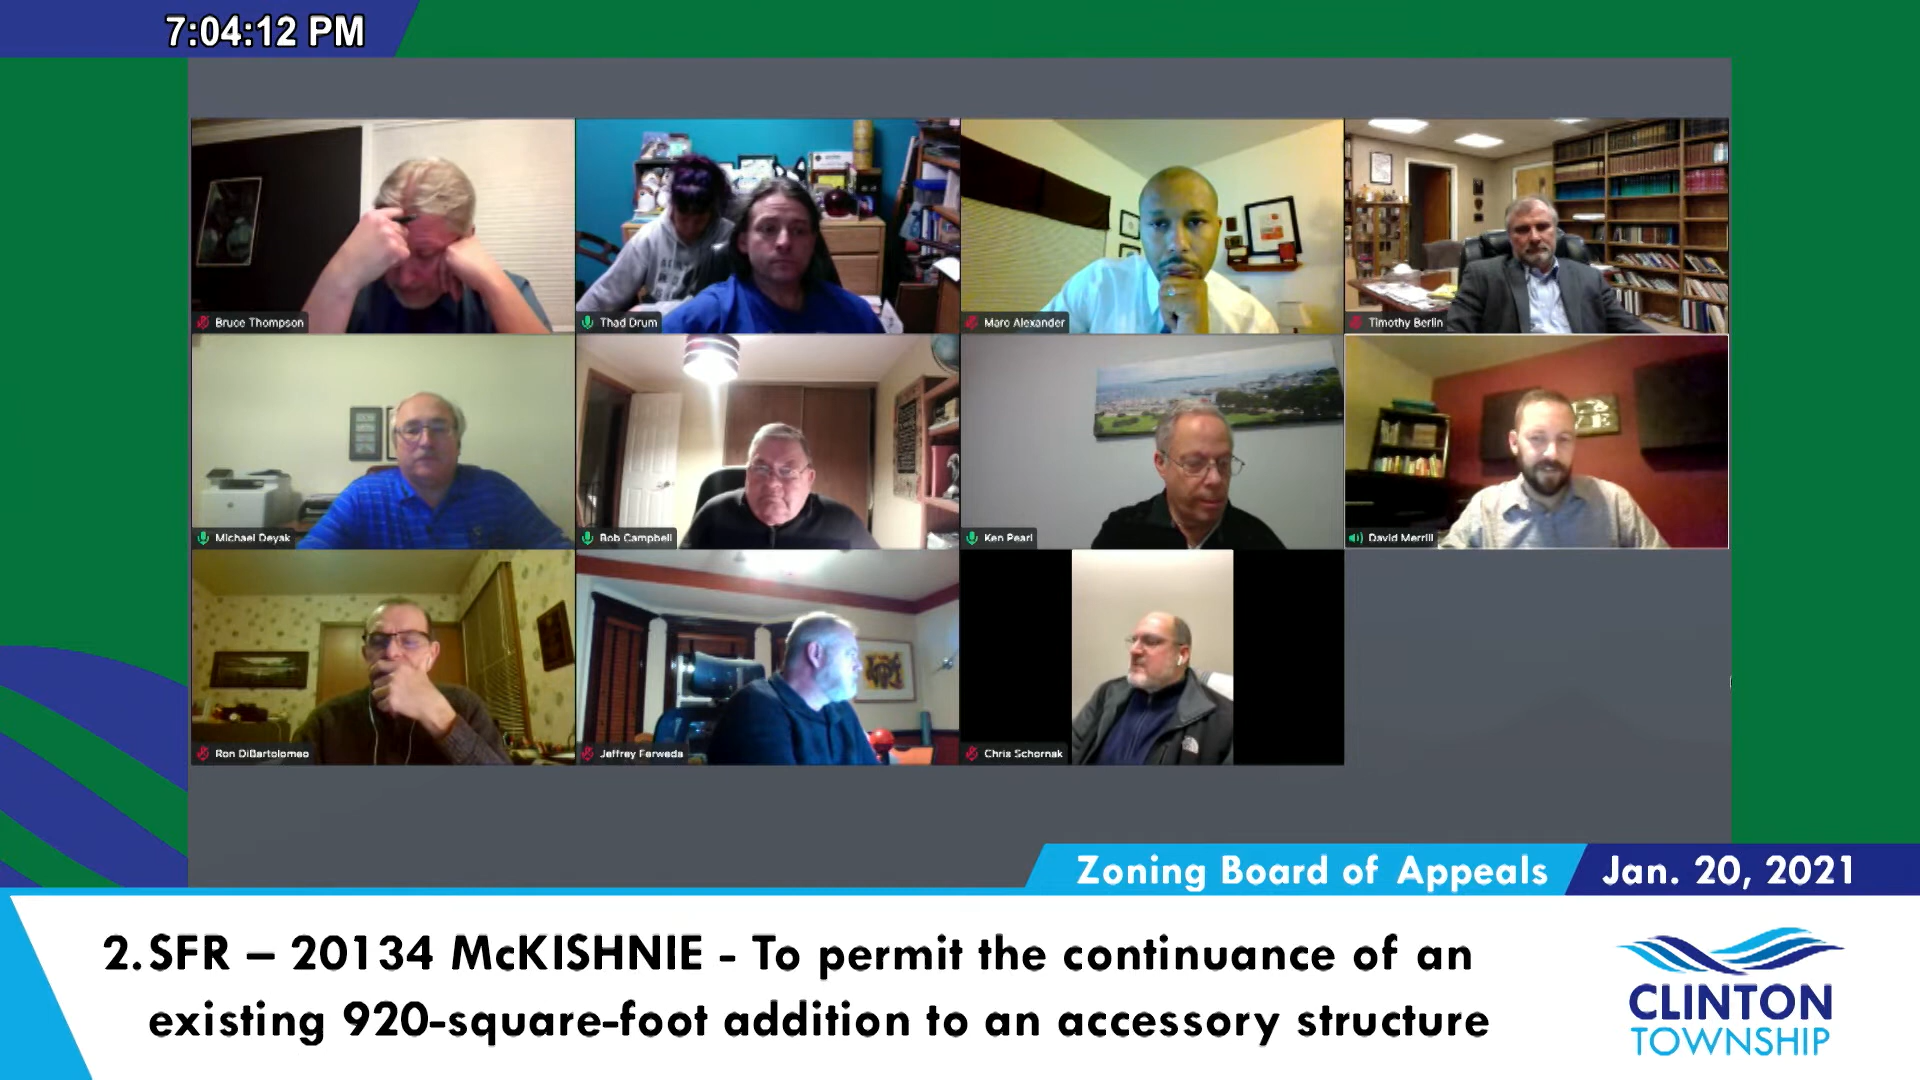 7:04:12 PM
Bruce Thompson
Thad Drum
Marc Alexander
Timothy Berlin
Michael Deyak
Bob Campbell
Ken Pearl
David Merrill
Ron DiBartolomeo
Jeffrey Ferweda
Chris Schornak
Zoning Board of Appeals
Jan. 20, 2021
2. SFR – 20134 McKISHNIE - To permit the continuance of an
existing 920-square-foot addition to an accessory structure
CLINTON
TOWNSHIP